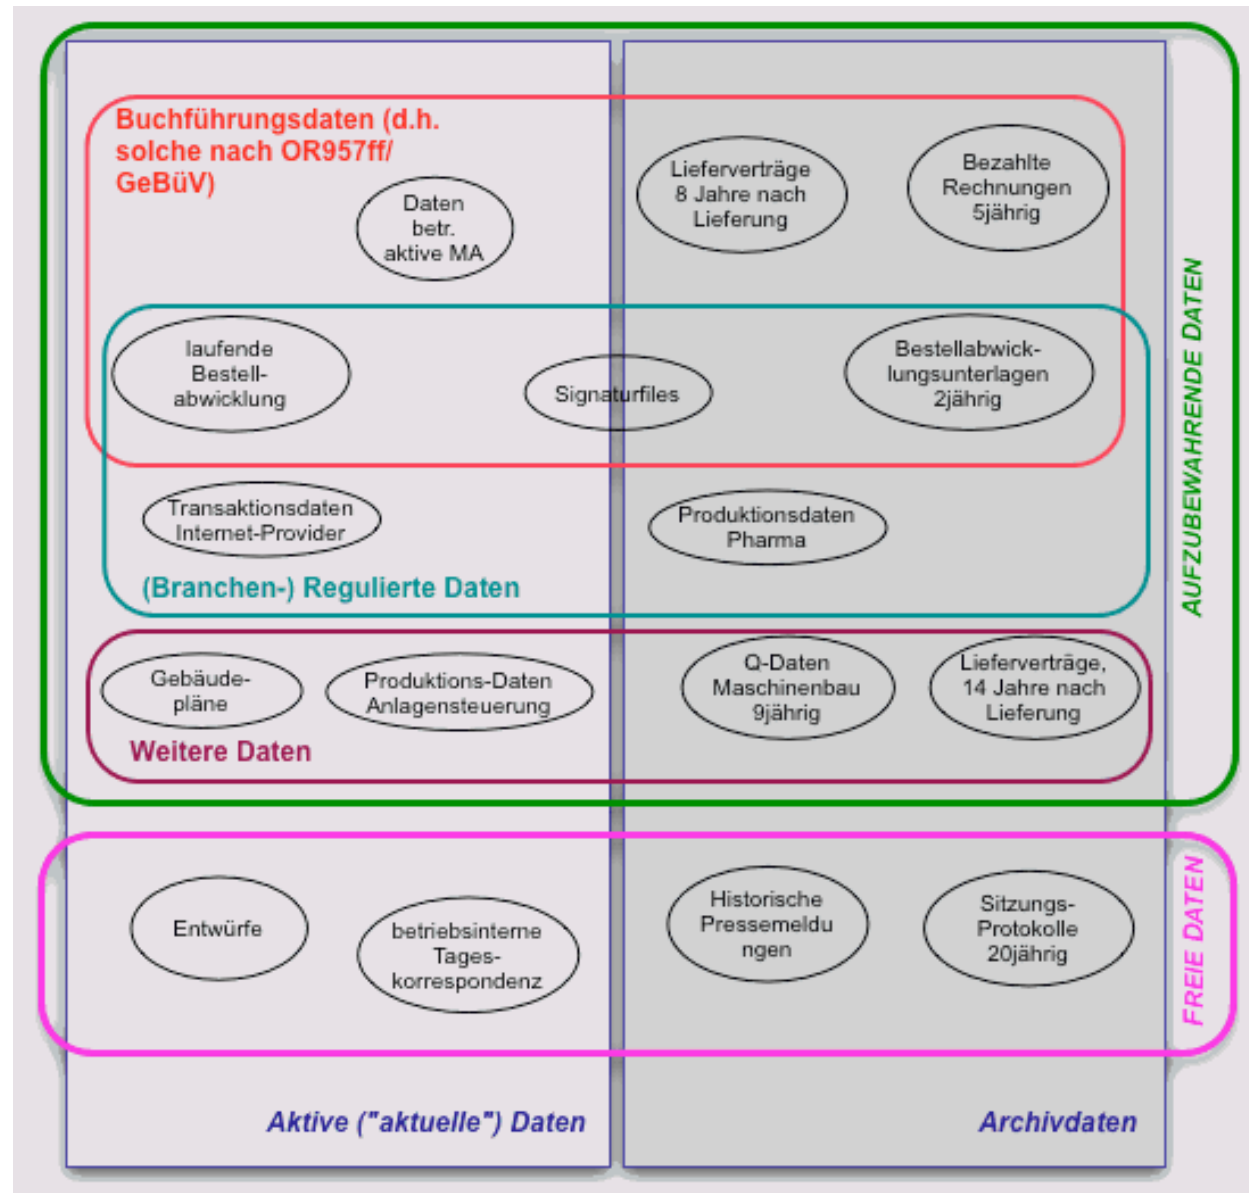 Buchführungsdaten (d.h.
solche nach OR957ff/
GeBüV)
Daten
betr.
aktive MA
Lieferverträge
8 Jahre nach
Lieferung
Bezahlte
Rechnungen
5jährig
laufende
Bestell-
abwicklung
Signaturfiles
Bestellabwick-
lungsunterlagen
2jährig
Transaktionsdaten
Internet-Provider
Produktionsdaten
Pharma
(Branchen-) Regulierte Daten
Gebäude-
pläne
Produktions-Daten
Anlagensteuerung
Q-Daten
Maschinenbau
9jährig
Lieferverträge,
14 Jahre nach
Lieferung
Weitere Daten
AUFZUBEWAHRENDE DATEN
Entwürfe
betriebsinterne
Tages-
korrespondenz
Historische
Pressemeldu
ngen
Sitzungs-
Protokolle
20jährig
FREIE DATEN
Aktive ("aktuelle") Daten
Archivdaten